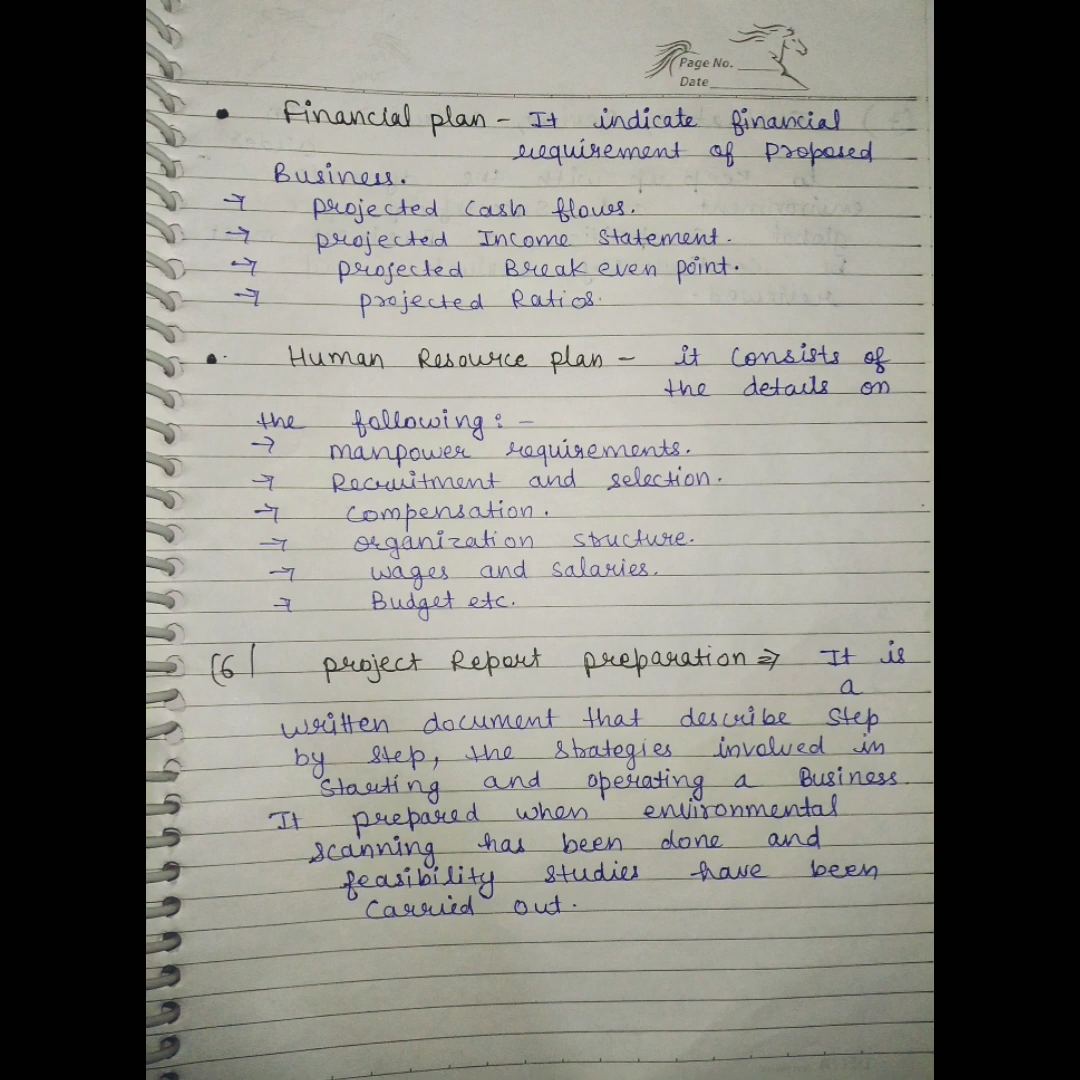 Page No.
Date
• Financial plan - It indicate financial
requirement of proposed
Business.
→ projected cash flows.
→ projected Income statement.
→ projected Break even point.
→ projected Ratios.
• Human Resource plan - it consists of
the details on
the following : -
→ manpower requirements.
→ Recruitment and selection.
→ compensation.
→ organization structure.
→ wages and salaries.
→ Budget etc.
(6) project Report preparation ⇒ It is
a
written document that describe step
by step, the strategies involved in
starting and operating a Business.
It prepared when environmental
scanning has been done and
feasibility studies have been
carried out.